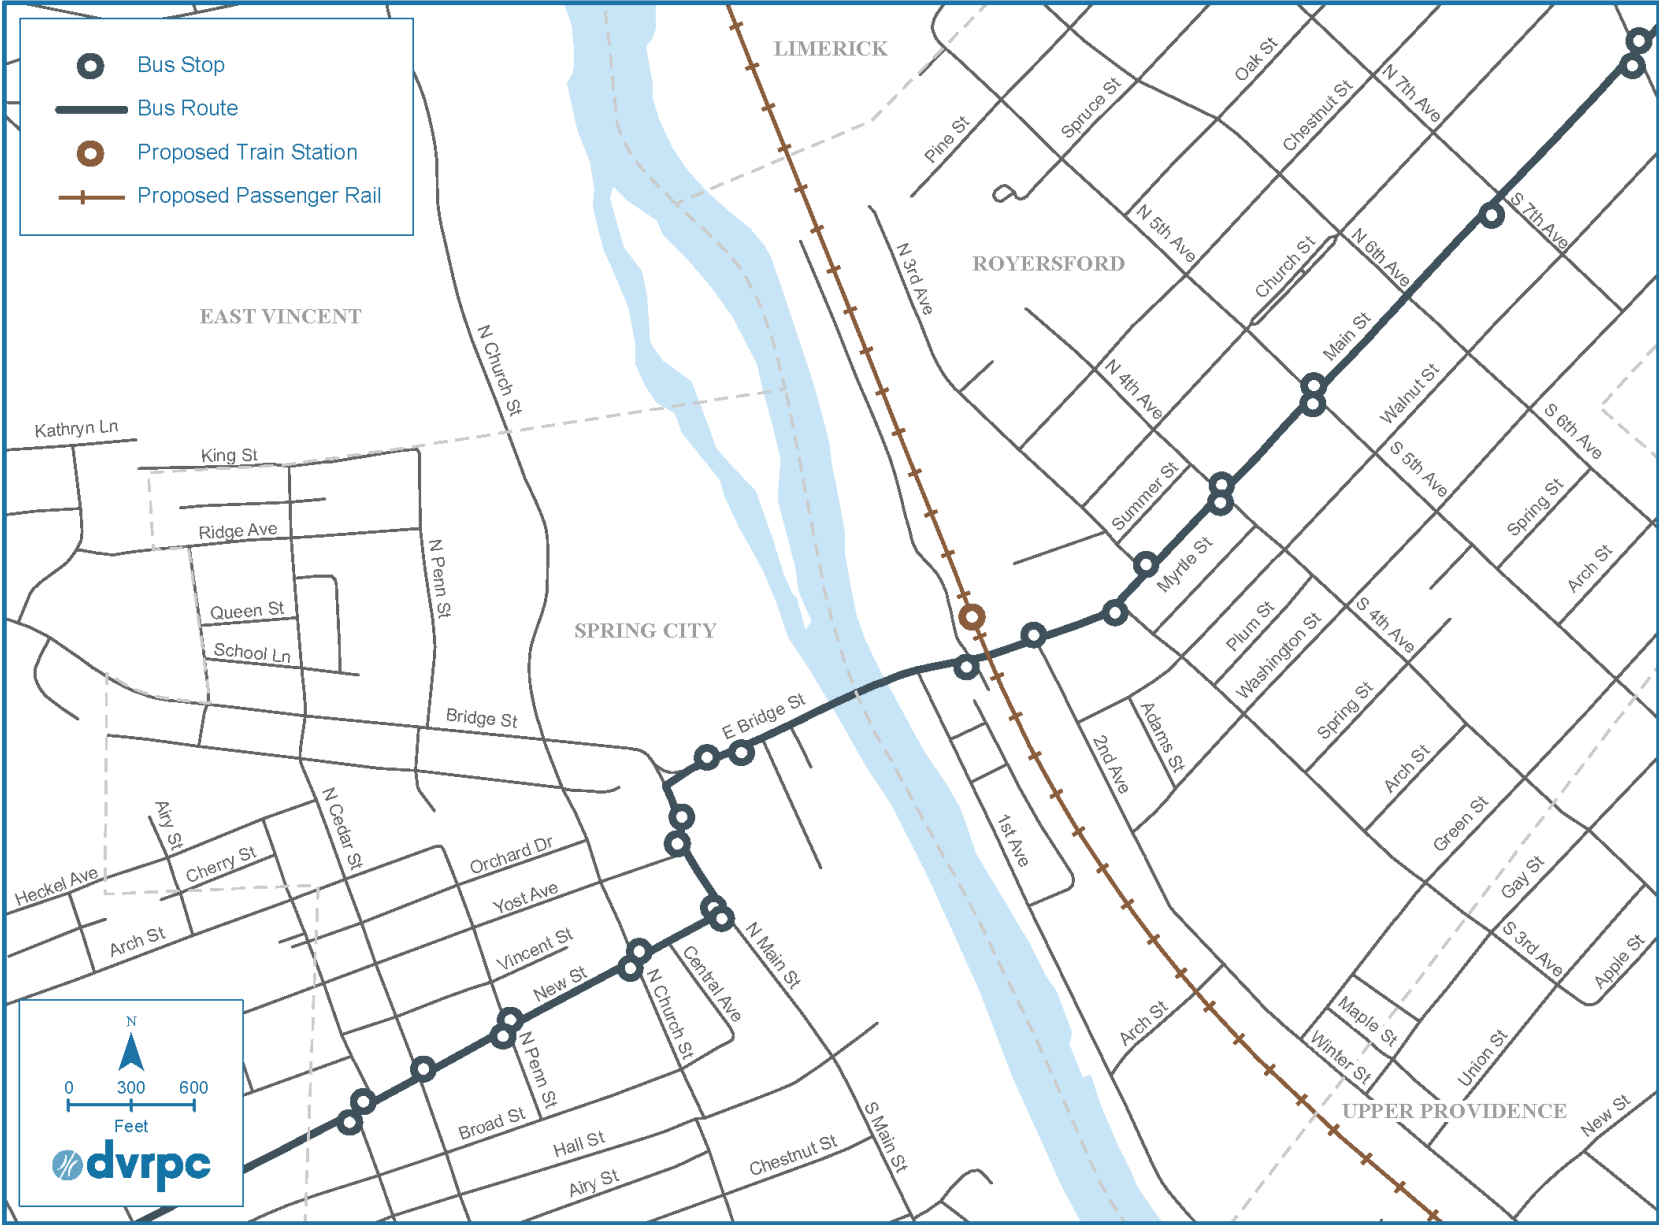 Bus Stop
Bus Route
Proposed Train Station
Proposed Passenger Rail
LIMERICK
Oak St
N 7th Ave
Chestnut St
Spruce St
Pine St
S 7th Ave
N 5th Ave
N 6th Ave
N 3rd Ave
ROYERSFORD
Church St
EAST VINCENT
Main St
N Church St
N 4th Ave
Walnut St
S 6th Ave
Kathryn Ln
King St
S 5th Ave
Summer St
Spring St
Ridge Ave
N Penn St
Myrtle St
Arch St
Queen St
SPRING CITY
Plum St
S 4th Ave
School Ln
Washington St
Bridge St
E Bridge St
Adams St
Spring St
2nd Ave
Arch St
N Cedar St
Airy St
1st Ave
Green St
Cherry St
Orchard Dr
Heckel Ave
Yost Ave
Gay St
Arch St
Vincent St
N Main St
S 3rd Ave
Apple St
New St
Central Ave
N Church St
Arch St
Maple St
N Penn St
Winter St
Union St
N
0 300 600
Feet
dvrpc
Broad St
Hall St
S Main St
UPPER PROVIDENCE
New St
Chestnut St
Airy St